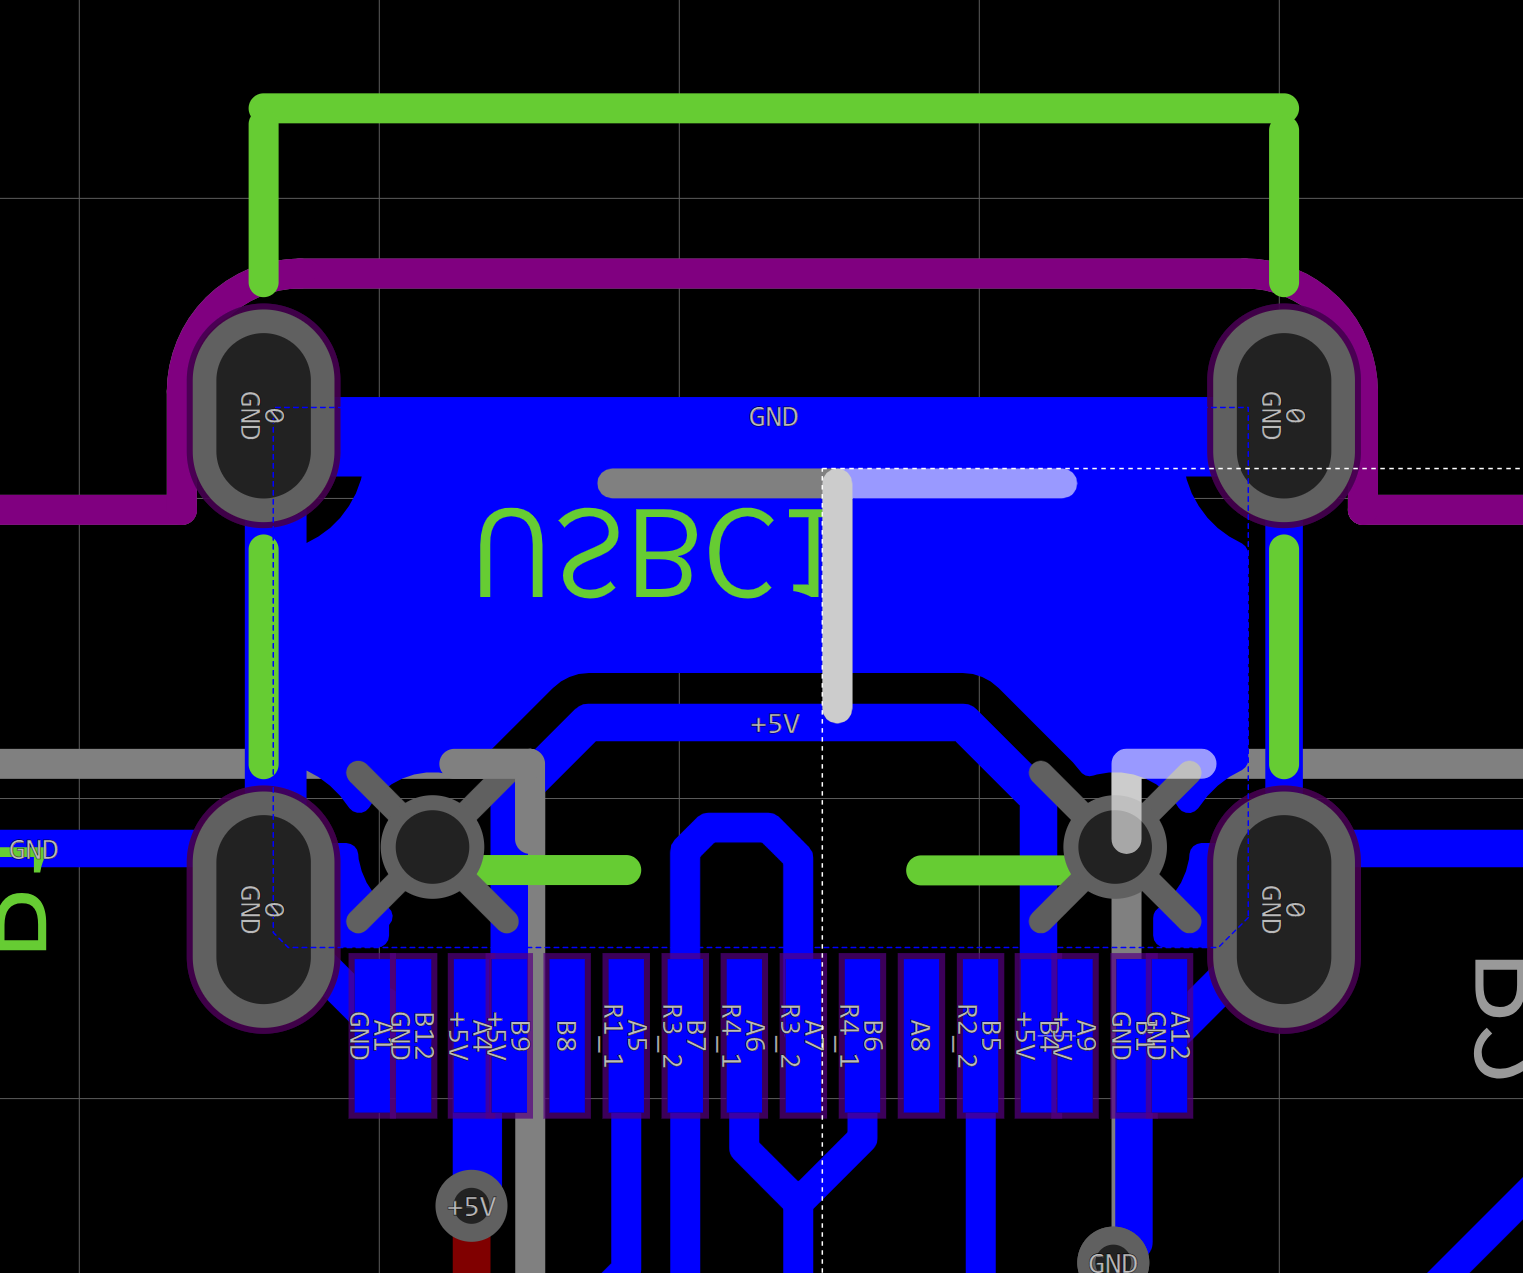 GND
0
GND
0
GND
USBC1
+5V
GND
GND
0
GND
0
GND
A1
GND
B12
+5V
A4
+5V
B9
B8
R1_1
A5
R3_2
B7
R4_1
A6
R3_2
A7
R4_1
B6
A8
R2_2
B5
+5V
B4
+5V
A9
GND
B1
GND
A12
+5V
GND